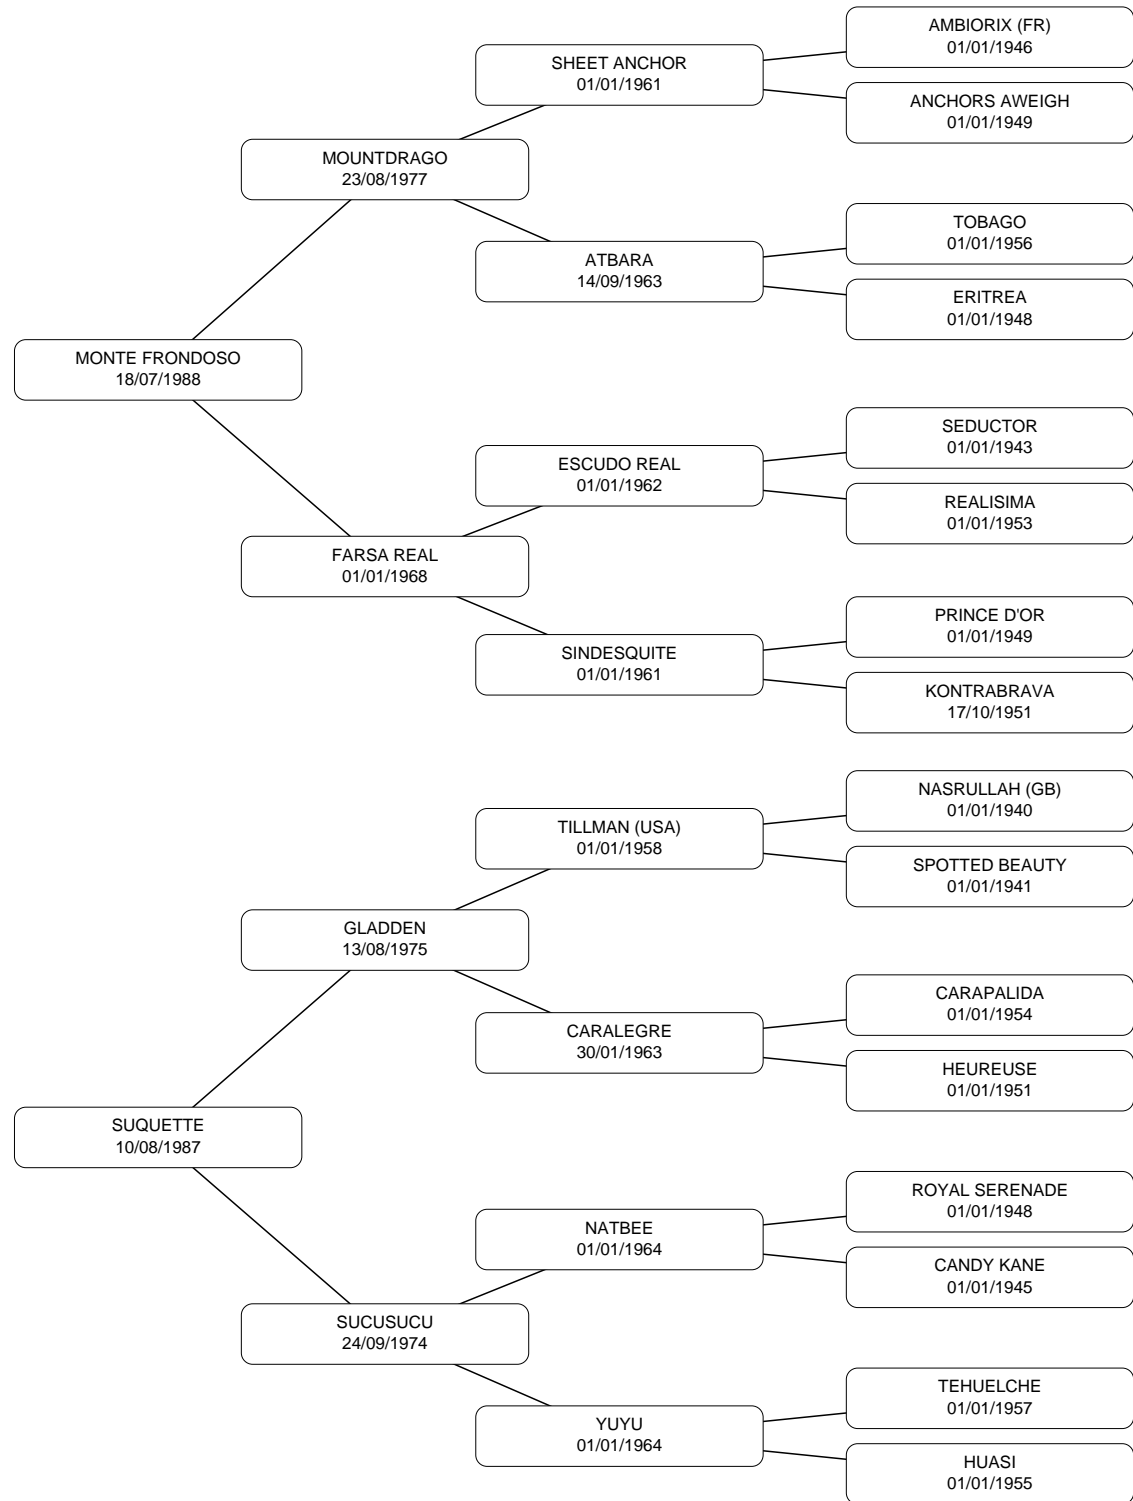 AMBIORIX (FR)
01/01/1946
SHEET ANCHOR
01/01/1961
ANCHORS AWEIGH
01/01/1949
MOUNTDRAGO
23/08/1977
TOBAGO
01/01/1956
ATBARA
14/09/1963
ERITREA
01/01/1948
MONTE FRONDOSO
18/07/1988
SEDUCTOR
01/01/1943
ESCUDO REAL
01/01/1962
REALISIMA
01/01/1953
FARSA REAL
01/01/1968
PRINCE D'OR
01/01/1949
SINDESQUITE
01/01/1961
KONTRABRAVA
17/10/1951
NASRULLAH (GB)
01/01/1940
TILLMAN (USA)
01/01/1958
SPOTTED BEAUTY
01/01/1941
GLADDEN
13/08/1975
CARAPALIDA
01/01/1954
CARALEGRE
30/01/1963
HEUREUSE
01/01/1951
SUQUETTE
10/08/1987
ROYAL SERENADE
01/01/1948
NATBEE
01/01/1964
CANDY KANE
01/01/1945
SUCUSUCU
24/09/1974
TEHUELCHE
01/01/1957
YUYU
01/01/1964
HUASI
01/01/1955